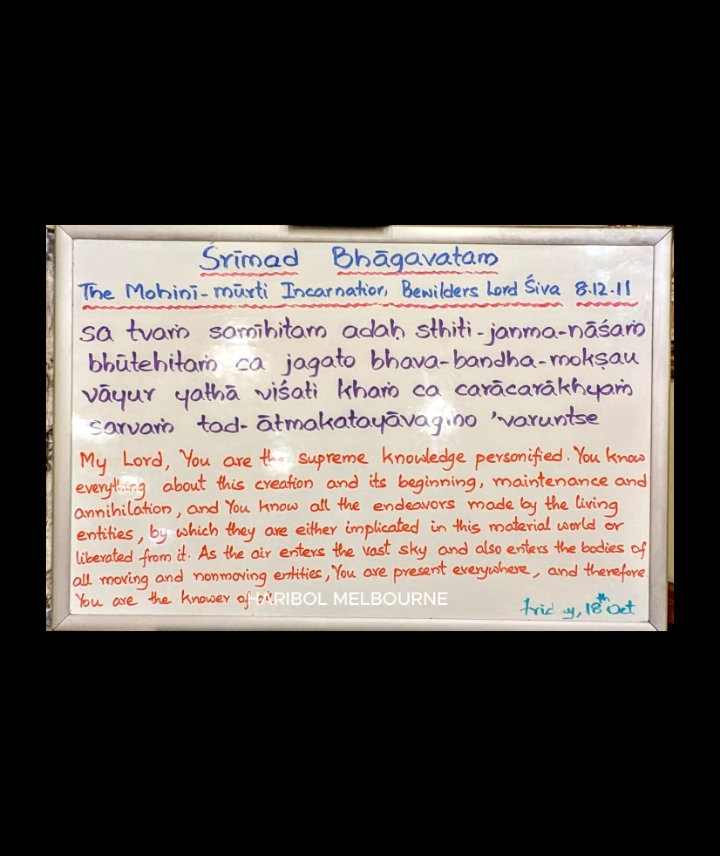 Śrīmad Bhāgavatam
The Mohinī-mūrti Incarnation Bewilders Lord Śiva 8.12.11
sa tvaṁ samīhitam adaḥ sthiti-janma-nāśaṁ
bhūtehitaṁ ca jagato bhava-bandha-mokṣau
vāyur yathā viśati khaṁ ca carācarākhyaṁ
sarvaṁ tad-ātmakatayāvagıno 'varuntse
My Lord, You are the supreme knowledge personified. You know
everything about this creation and its beginning, maintenance and
annihilation, and You know all the endeavors made by the living
entities, by which they are either implicated in this material world or
liberated from it. As the air enters the vast sky and also enters the bodies of
all moving and nonmoving entities, You are present everywhere, and therefore
You are the knower of
HARIBOL MELBOURNE
Friday, 18th Oct